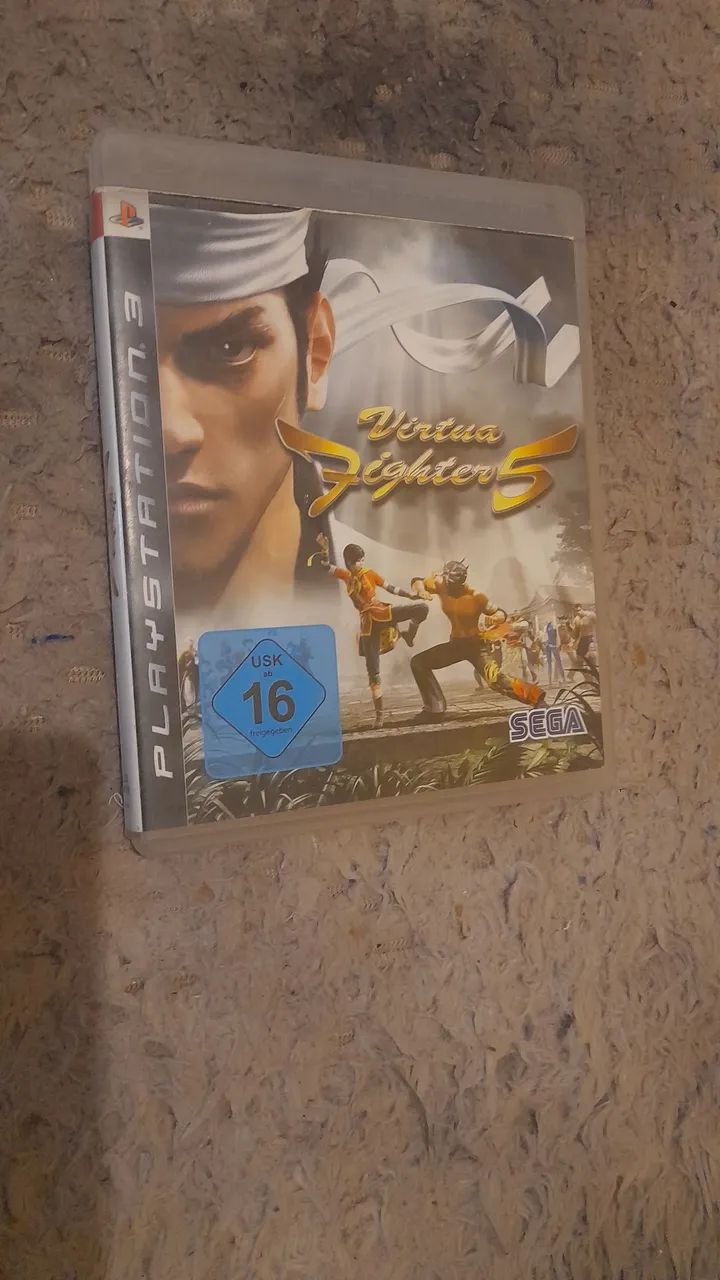 PLAYSTATION 3
Virtua
Fighter 5
USK
ab
16
freigegeben
SEGA